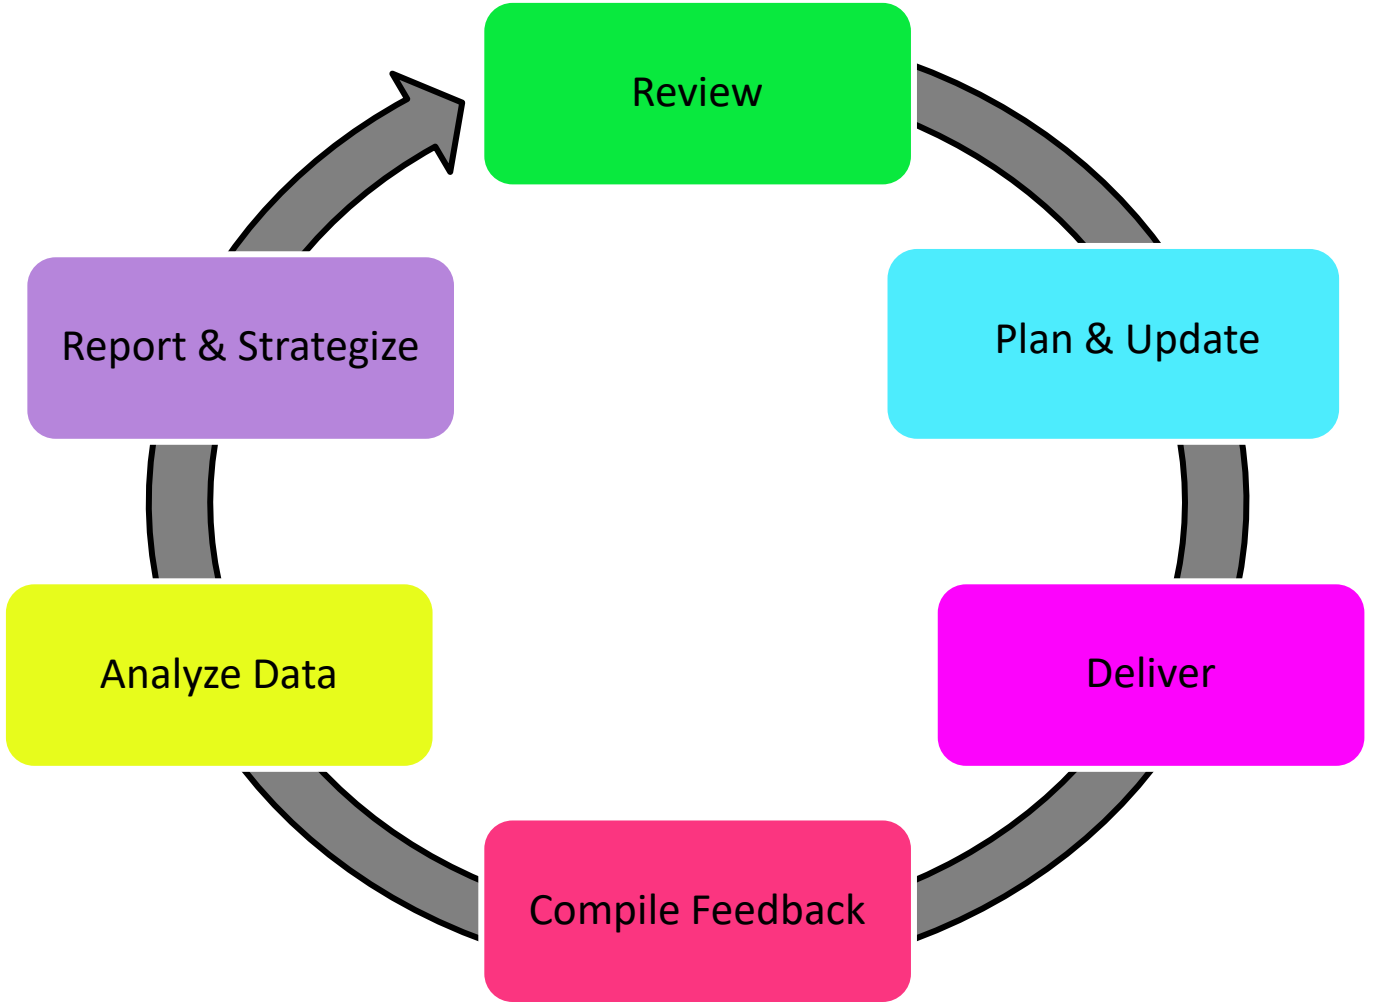 Review
Plan & Update
Deliver
Compile Feedback
Analyze Data
Report & Strategize